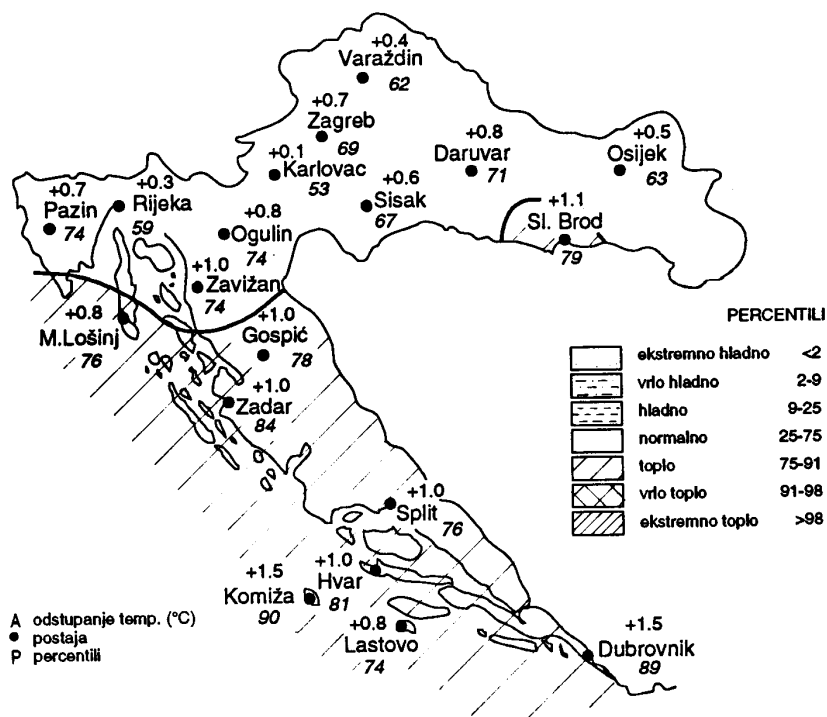 +0.4
Varaždin
62
+0.7
Zagreb
69
+0.1
Karlovac
53
+0.8
Daruvar
71
+0.5
Osijek
63
+0.6
Sisak
67
+1.1
Sl. Brod
79
+0.7
Pazin
74
+0.3
Rijeka
59
+0.8
Ogulin
74
+1.0
Zavižan
74
+0.8
M.Lošinj
76
+1.0
Gospić
78
+1.0
Zadar
84
+1.0
Split
76
+1.5
Komiža
90
+1.0
Hvar
81
+0.8
Lastovo
74
+1.5
Dubrovnik
89
PERCENTILI
ekstremno hladno <2
vrlo hladno 2-9
hladno 9-25
normalno 25-75
toplo 75-91
vrlo toplo 91-98
ekstremno toplo >98
A odstupanje temp. (°C)
● postaja
P percentili